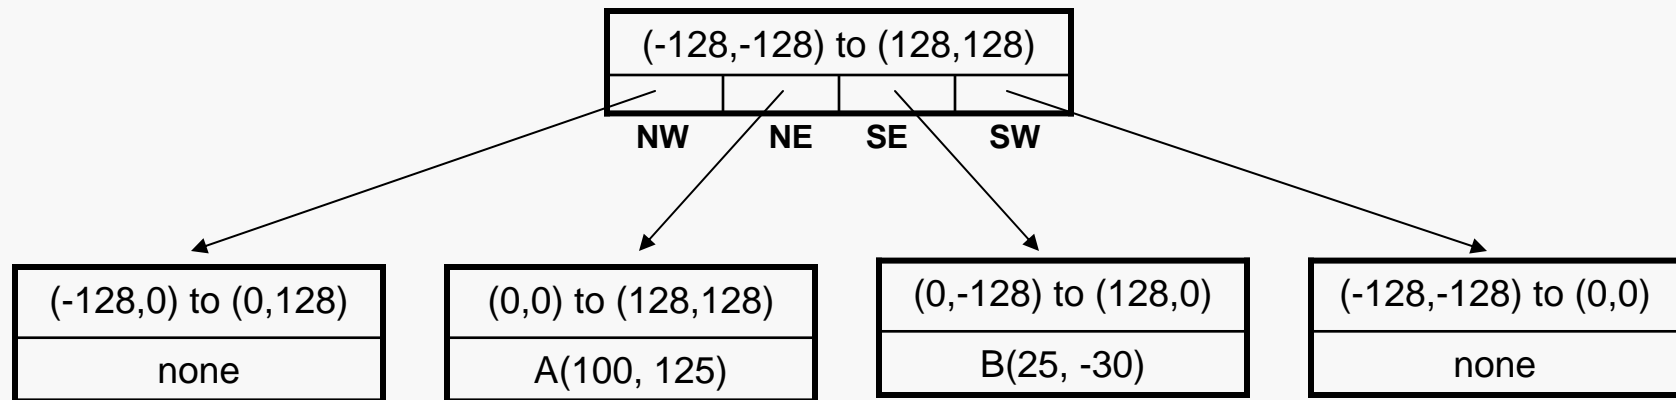 (-128,-128) to (128,128)
NW NE SE SW
(-128,0) to (0,128)
none
(0,0) to (128,128)
A(100, 125)
(0,-128) to (128,0)
B(25, -30)
(-128,-128) to (0,0)
none